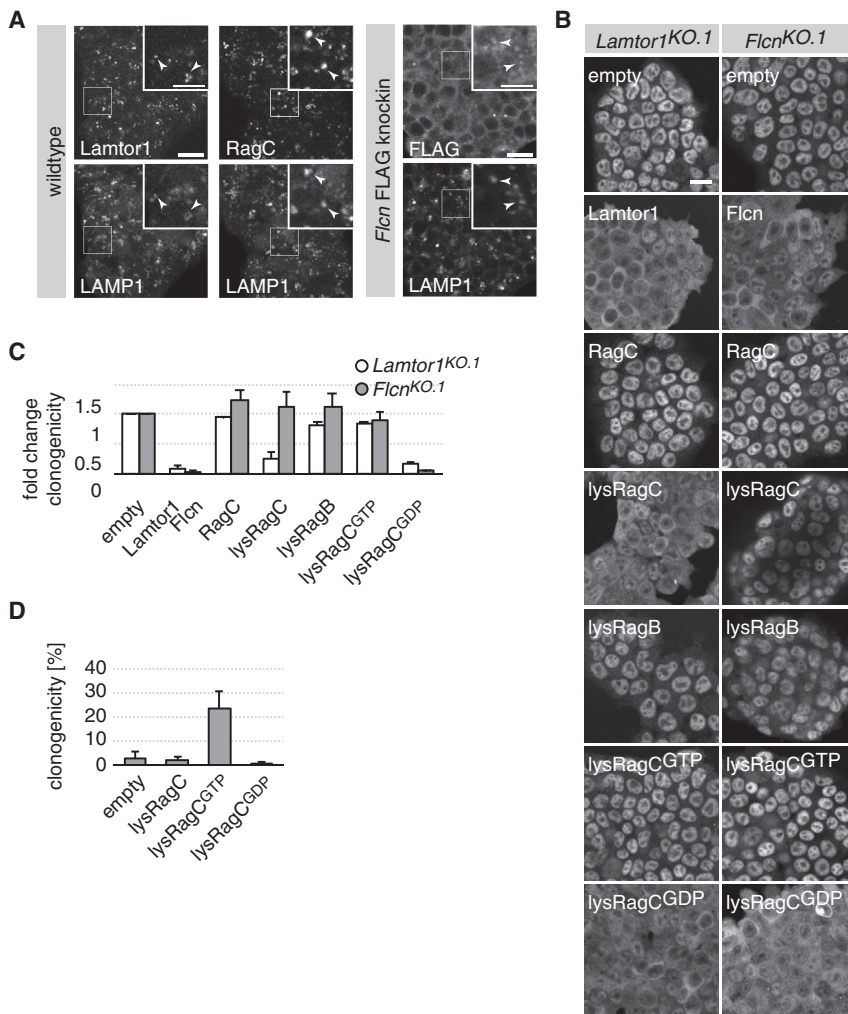 A
wildtype
Lamtor1
RagC
LAMP1
LAMP1
Flcn FLAG knockin
FLAG
LAMP1
B
Lamtor1KO.1
FlcnKO.1
empty
empty
Lamtor1
Flcn
RagC
RagC
lysRagC
lysRagC
lysRagB
lysRagB
lysRagCGTP
lysRagCGTP
lysRagCGDP
lysRagCGDP
C
Lamtor1KO.1
FlcnKO.1
fold change
clonogenicity
1.5
1
0.5
0
empty
Lamtor1
Flcn
RagC
lysRagC
lysRagB
lysRagCGTP
lysRagCGDP
D
clonogenicity [%]
40
30
20
10
0
empty
lysRagC
lysRagCGTP
lysRagCGDP